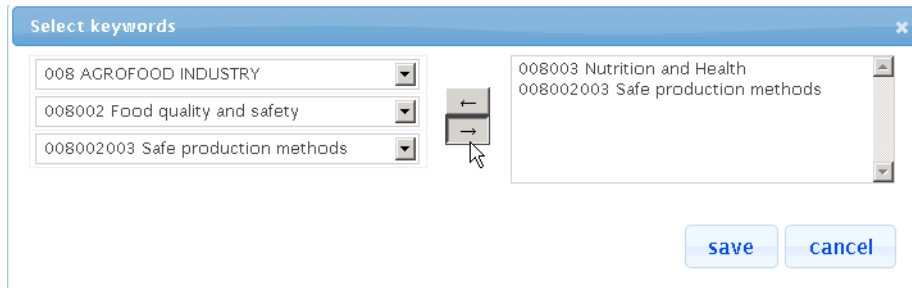 Select keywords
008 AGROFOOD INDUSTRY
008002 Food quality and safety
008002003 Safe production methods
←
→
008003 Nutrition and Health
008002003 Safe production methods
save
cancel